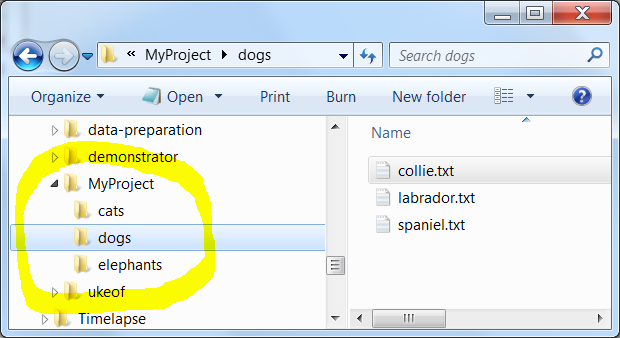 « MyProject dogs
Search dogs
Organize Open Print Burn New folder
data-preparation
demonstrator
MyProject
cats
dogs
elephants
ukeof
Timelapse
Name
collie.txt
labrador.txt
spaniel.txt